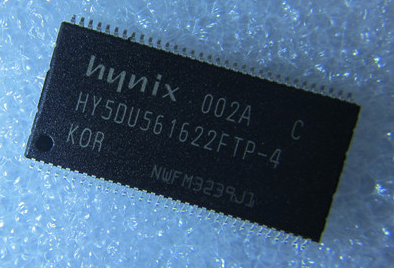 hynix 002A C
HY5DU561622FTP-4
KOR
NWFM3239J1